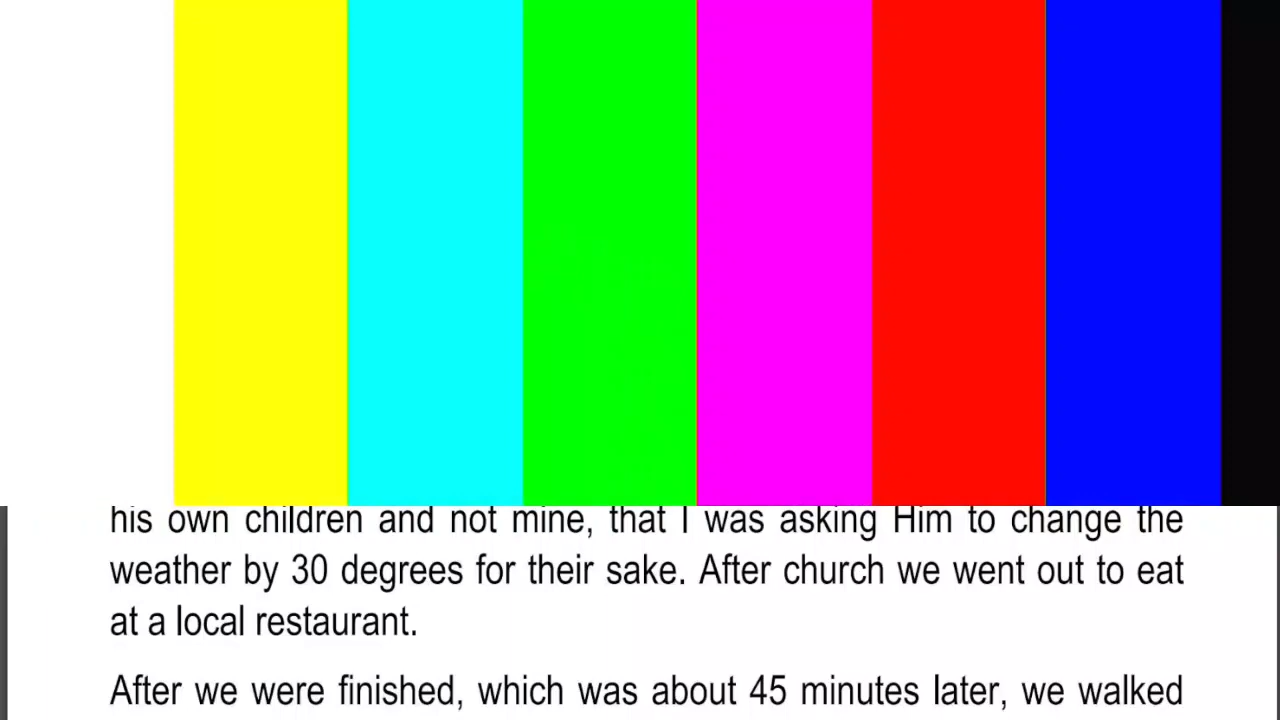 his own children and not mine, that I was asking Him to change the
weather by 30 degrees for their sake. After church we went out to eat
at a local restaurant.
After we were finished, which was about 45 minutes later, we walked